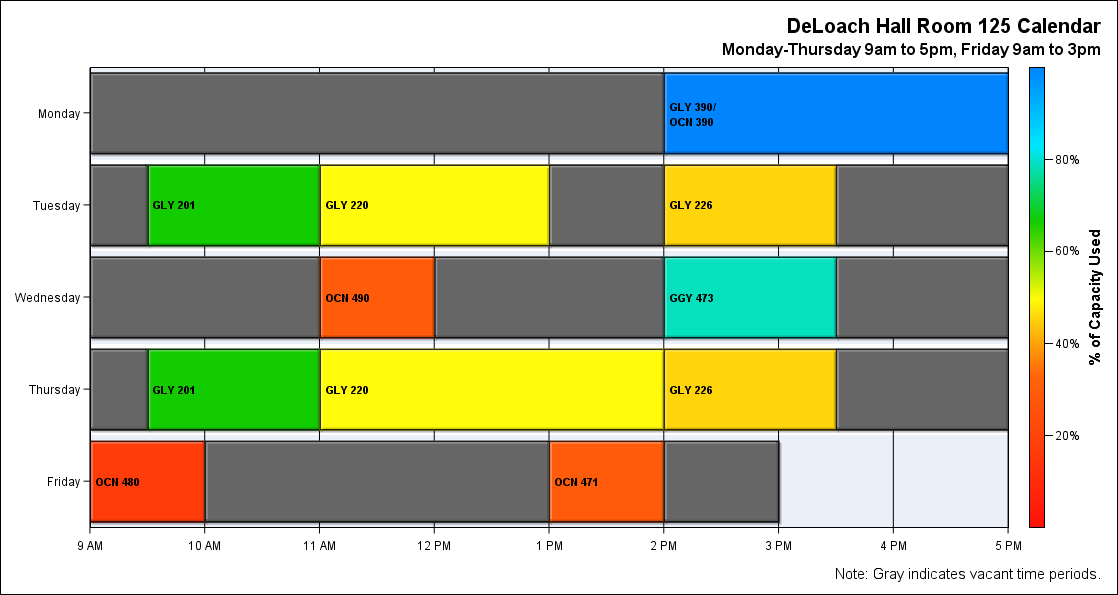 DeLoach Hall Room 125 Calendar
Monday-Thursday 9am to 5pm, Friday 9am to 3pm
Monday
GLY 390/
OCN 390
Tuesday
GLY 201
GLY 220
GLY 226
Wednesday
OCN 490
GGY 473
Thursday
GLY 201
GLY 220
GLY 226
Friday
OCN 480
OCN 471
9 AM
10 AM
11 AM
12 PM
1 PM
2 PM
3 PM
4 PM
5 PM
80%
60%
40%
20%
% of Capacity Used
Note: Gray indicates vacant time periods.